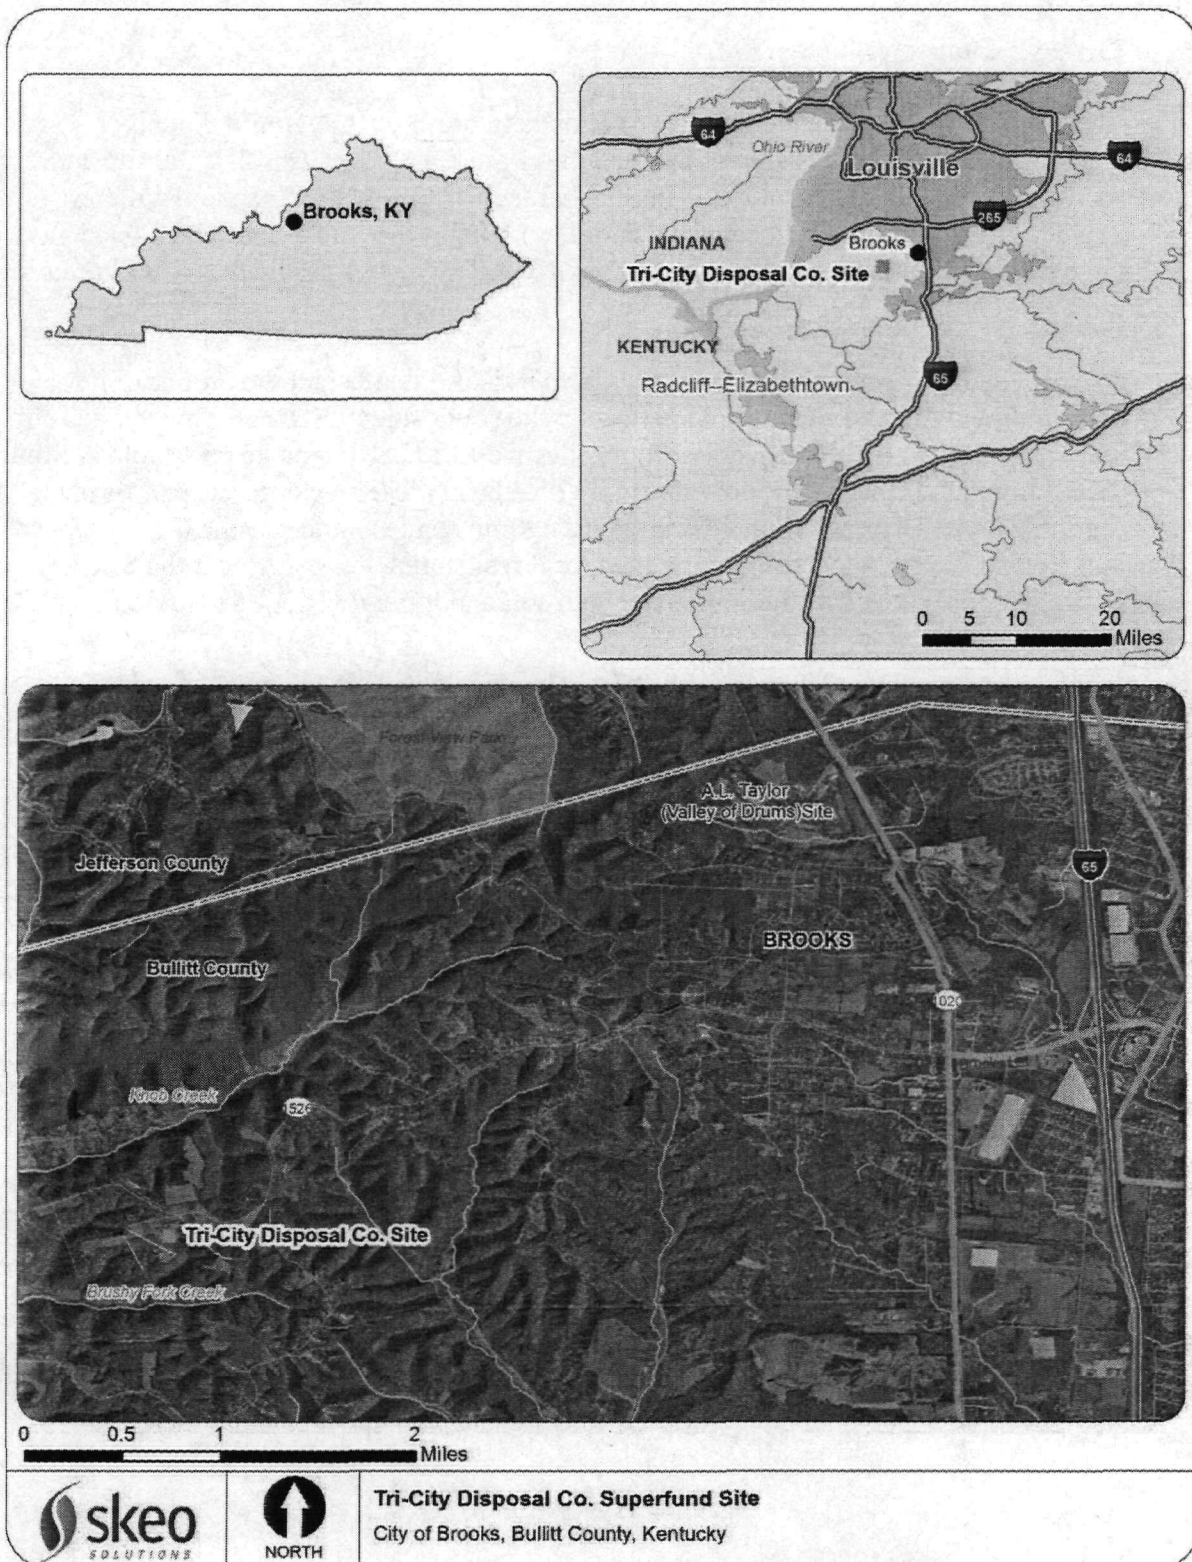 Brooks, KY
64
Ohio River
64
Louisville
265
INDIANA
Brooks
Tri-City Disposal Co. Site
KENTUCKY
65
Radcliff–Elizabethtown
0 5 10 20
Miles
A.L. Taylor
(Valley of Drums)Site
Jefferson County
65
BROOKS
Bullitt County
Knob Creek
Tri-City Disposal Co. Site
Brushy Fork Creek
0 0.5 1 2
Miles
skeo
SOLUTIONS
NORTH
Tri-City Disposal Co. Superfund Site
City of Brooks, Bullitt County, Kentucky